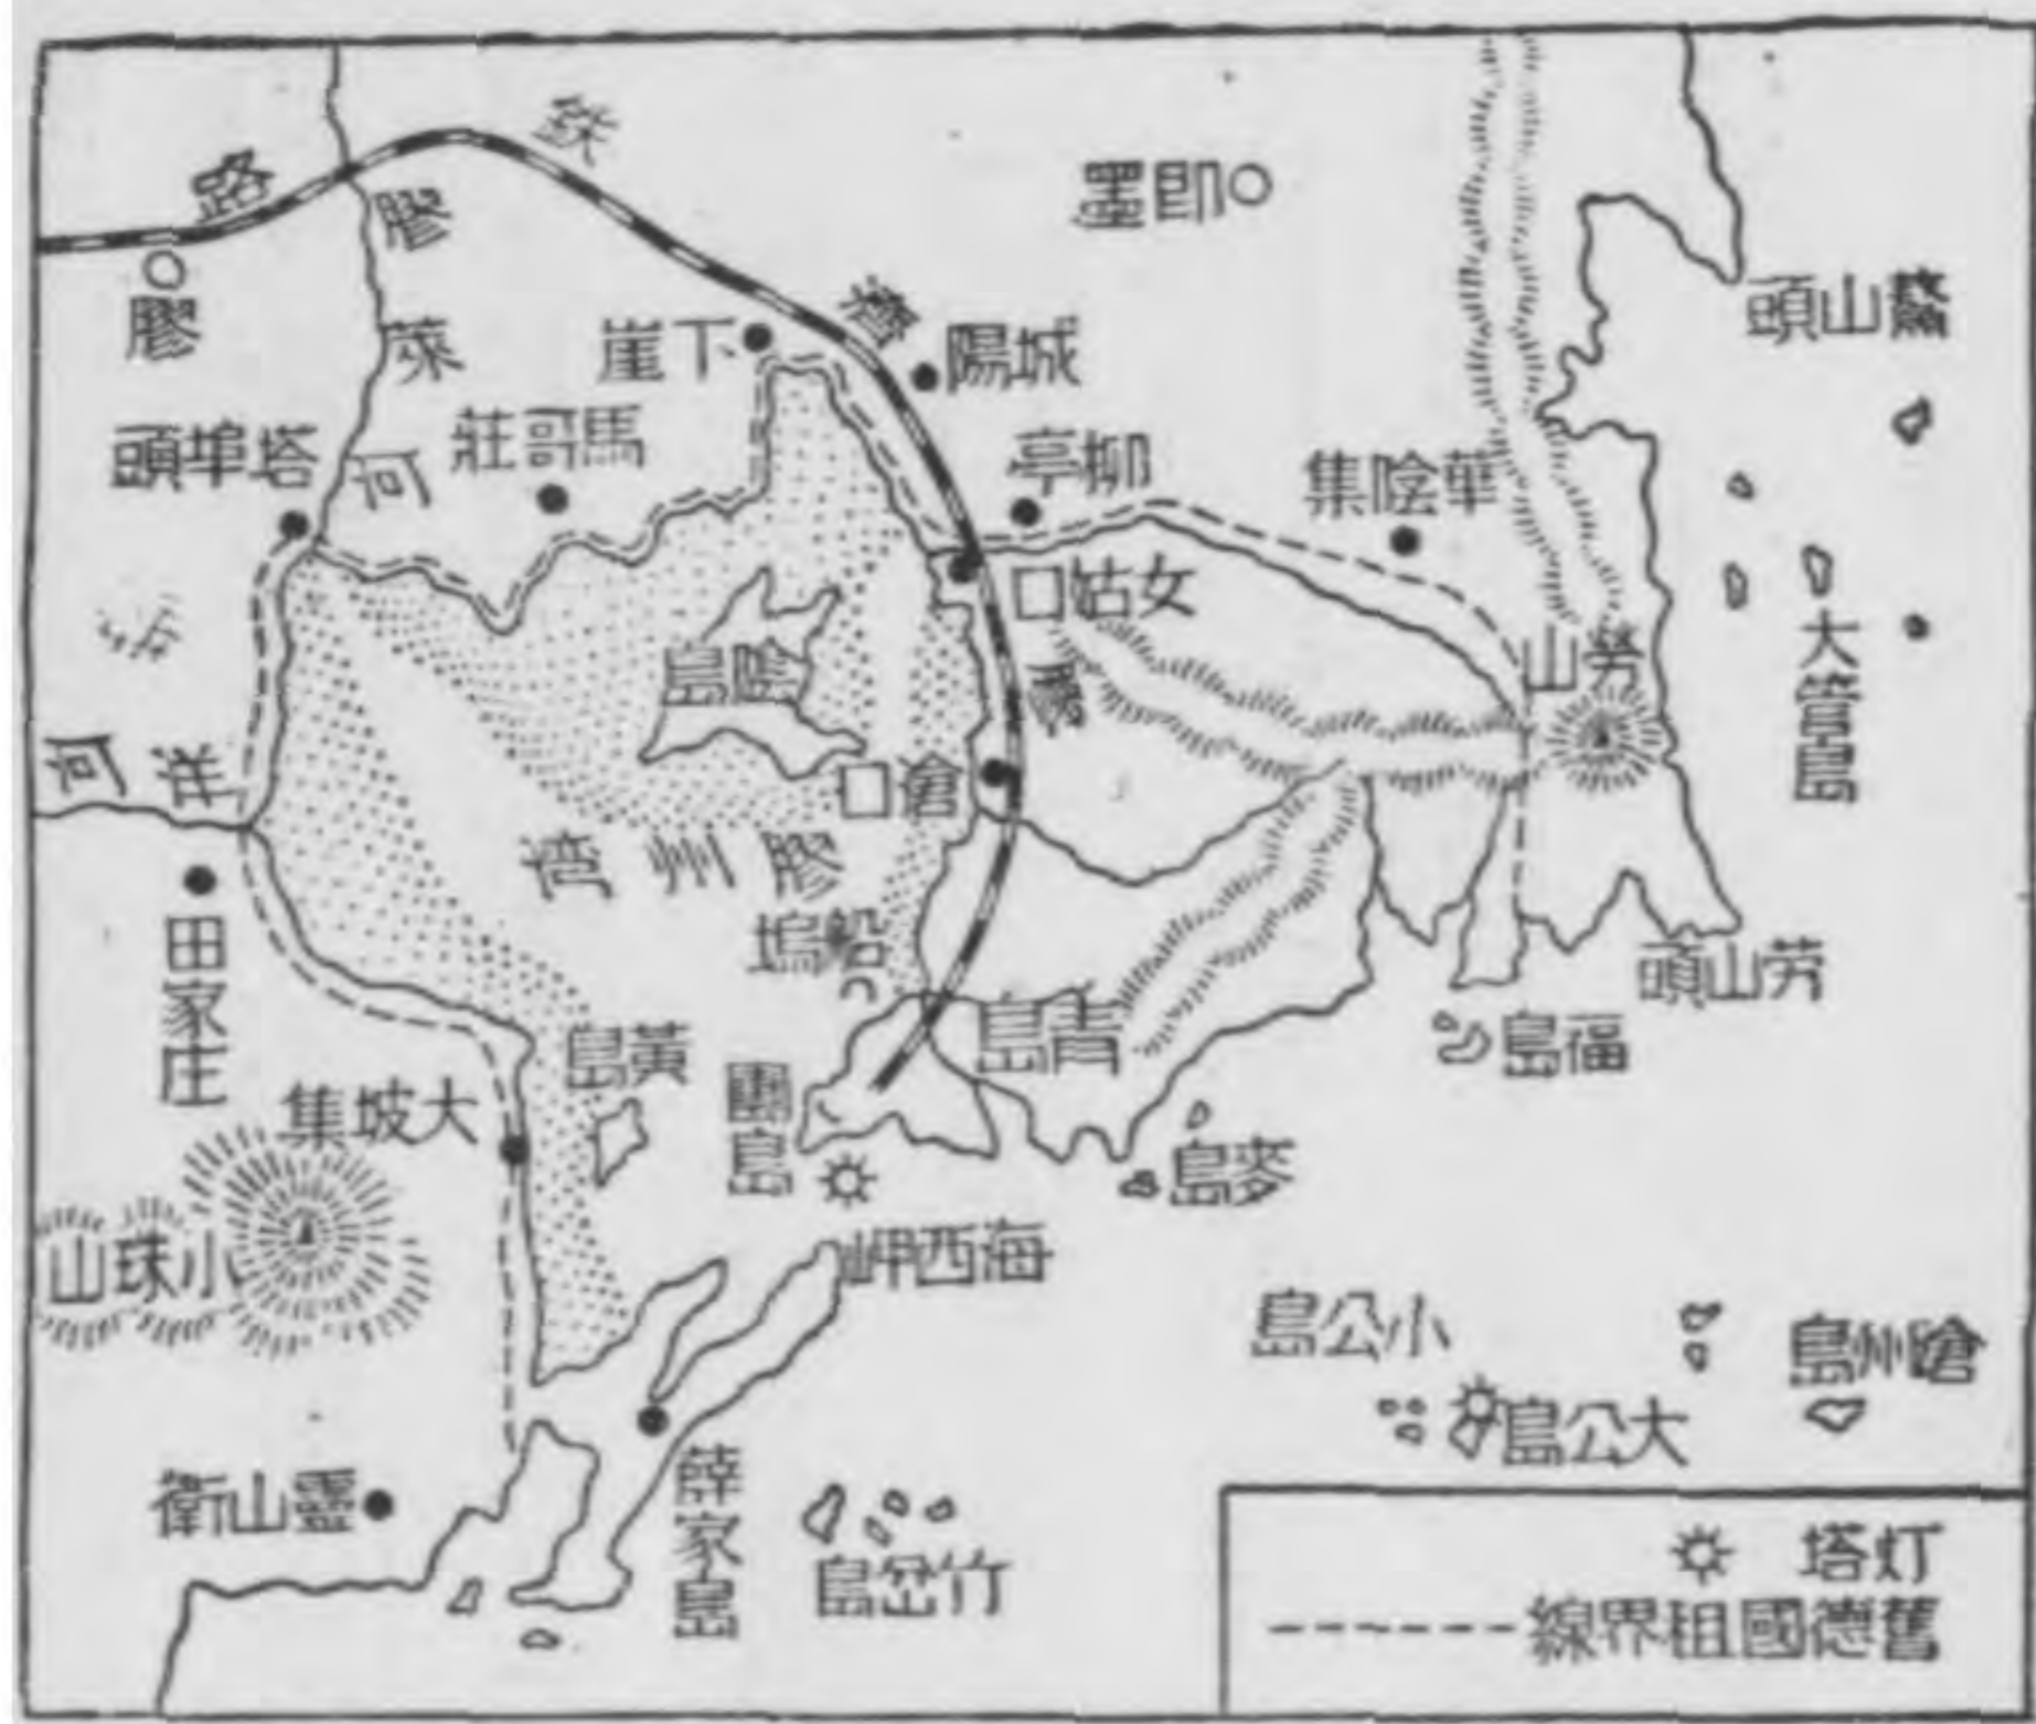 膠濟鉄路
即墨
膠
膠萊河
下崖
城陽
鰲山頭
塔埠頭
馬哥莊
柳亭
華陰集
女姑口
陰島
勞山
大管島
洋河
滄口
膠州灣
船塢
田家庄
青島
勞山頭
黃島
團島
福島
大坡集
麥島
小珠山
海西岬
小公島
大公島
靈山衛
薛家島
竹岔島
灯塔
舊德國租界線